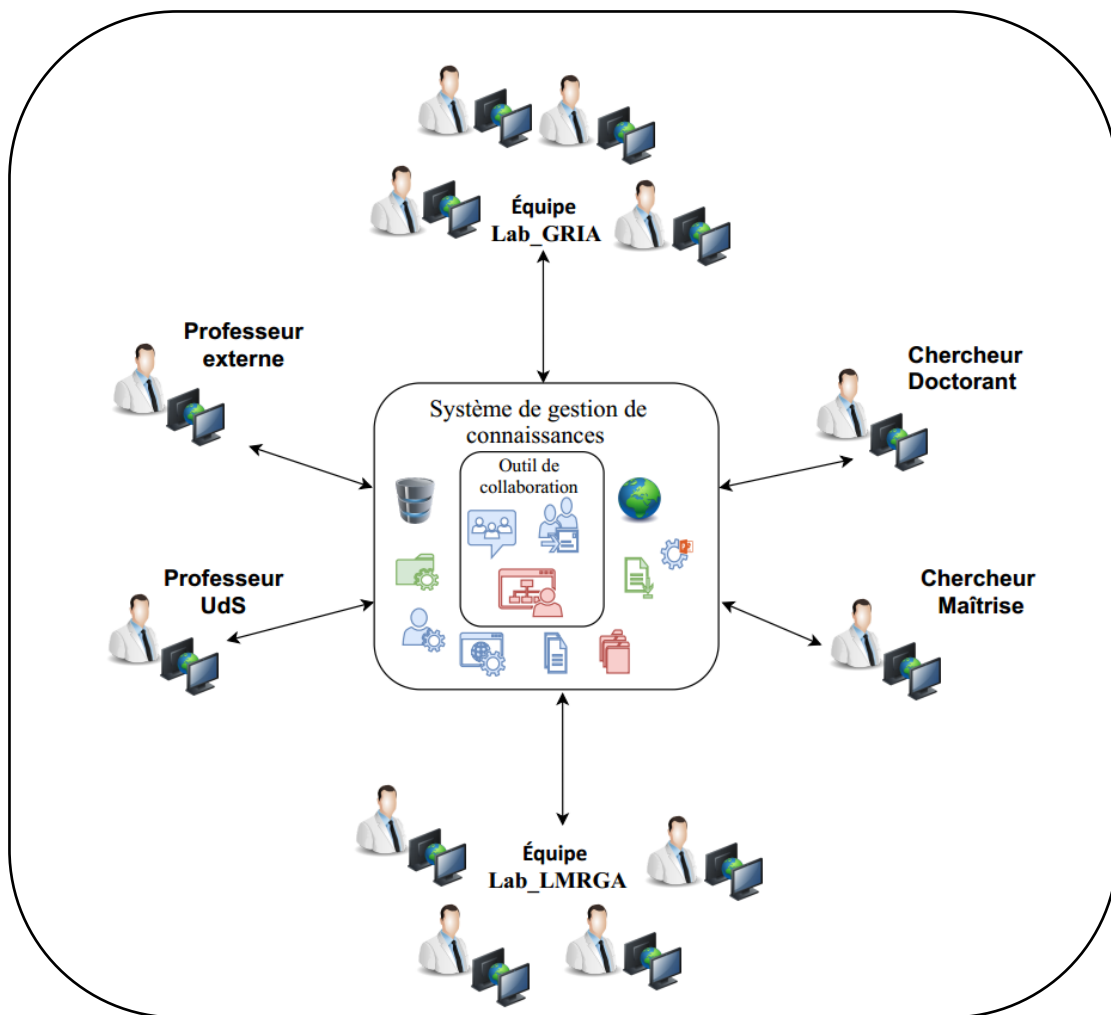 Équipe
Lab_GRIA
Professeur
externe
Chercheur
Doctorant
Système de gestion de
connaissances
Outil de
collaboration
Professeur
UdS
Chercheur
Maîtrise
Équipe
Lab_LMRGA